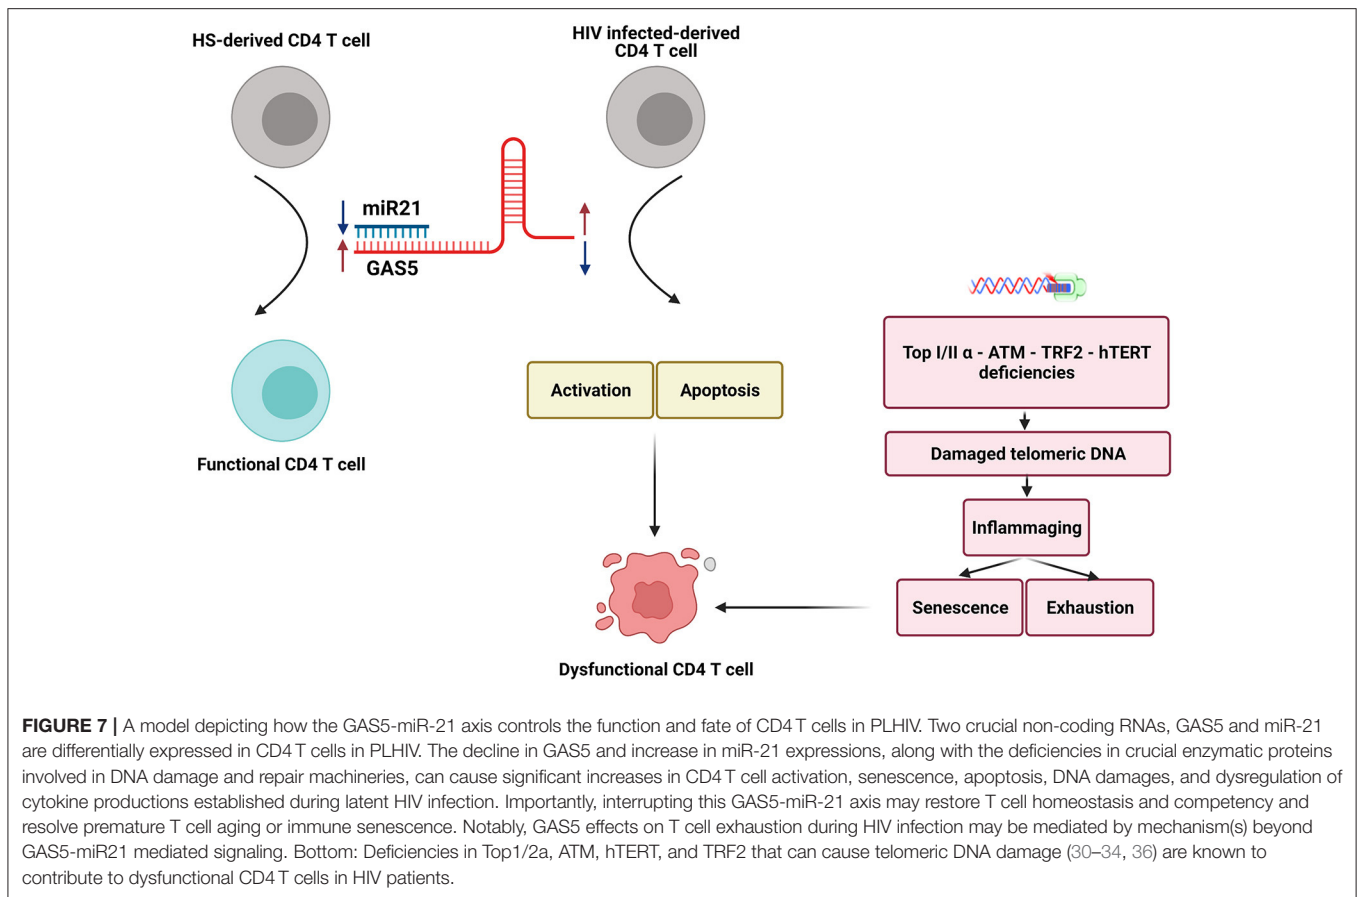 HS-derived CD4 T cell
HIV infected-derived
CD4 T cell
miR21
GAS5
Functional CD4 T cell
Activation
Apoptosis
Dysfunctional CD4 T cell
Top I/II α - ATM - TRF2 - hTERT
deficiencies
Damaged telomeric DNA
Inflammaging
Senescence
Exhaustion
FIGURE 7 | A model depicting how the GAS5-miR-21 axis controls the function and fate of CD4 T cells in PLHIV. Two crucial non-coding RNAs, GAS5 and miR-21
are differentially expressed in CD4 T cells in PLHIV. The decline in GAS5 and increase in miR-21 expressions, along with the deficiencies in crucial enzymatic proteins
involved in DNA damage and repair machineries, can cause significant increases in CD4 T cell activation, senescence, apoptosis, DNA damages, and dysregulation of
cytokine productions established during latent HIV infection. Importantly, interrupting this GAS5-miR-21 axis may restore T cell homeostasis and competency and
resolve premature T cell aging or immune senescence. Notably, GAS5 effects on T cell exhaustion during HIV infection may be mediated by mechanism(s) beyond
GAS5-miR21 mediated signaling. Bottom: Deficiencies in Top1/2a, ATM, hTERT, and TRF2 that can cause telomeric DNA damage (30–34, 36) are known to
contribute to dysfunctional CD4 T cells in HIV patients.